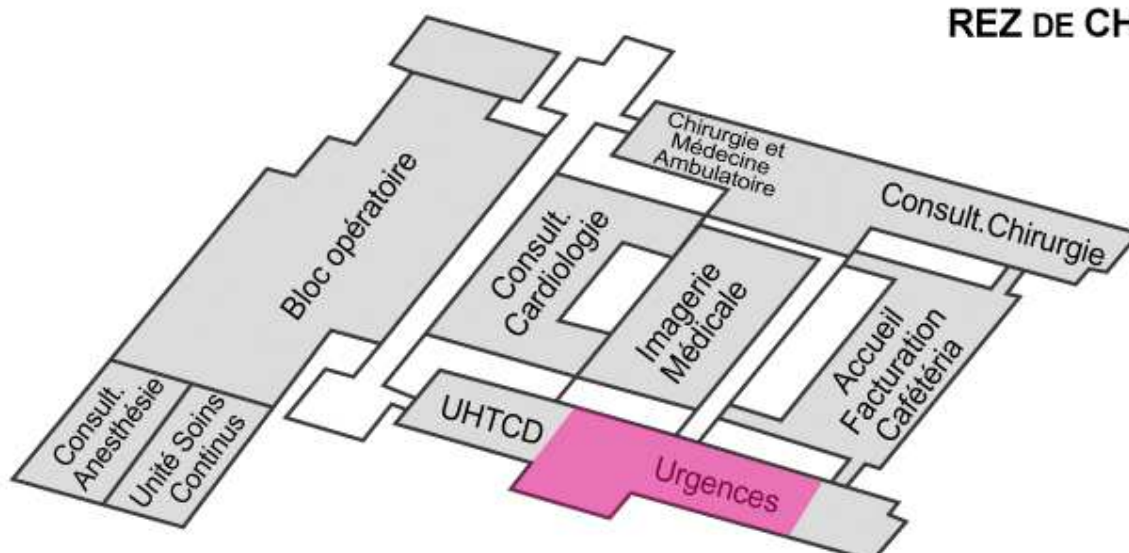 REZ DE CH
Chirurgie et
Médecine
Ambulatoire
Consult.Chirurgie
Bloc opératoire
Consult.
Cardiologie
Imagerie
Médicale
Accueil
Facturation
Cafétéria
Consult.
Anesthésie
Unité Soins
Continus
UHTCD
Urgences